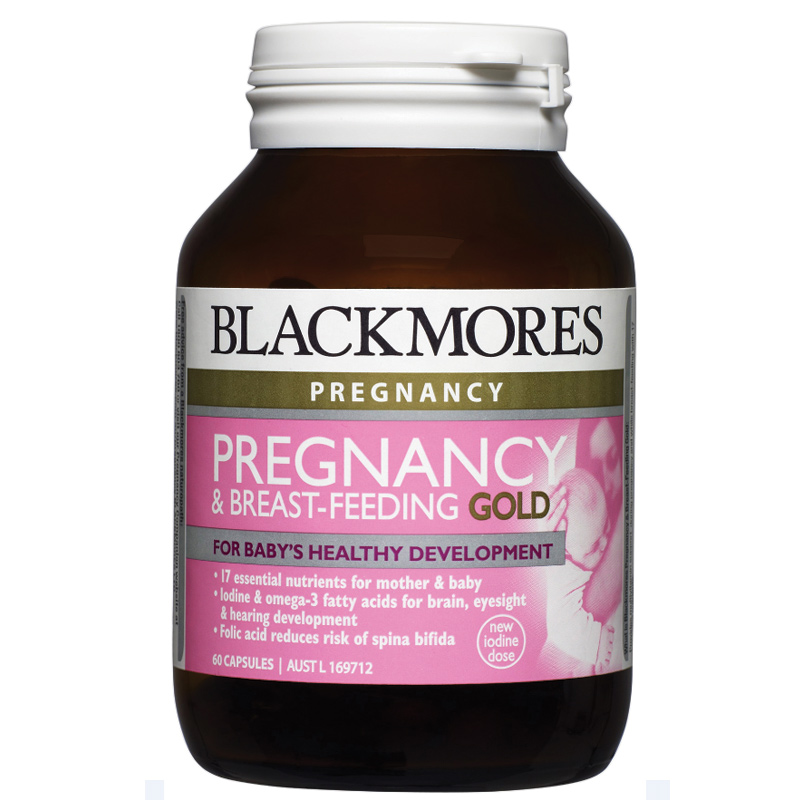 BLACKMORES
PREGNANCY
PREGNANCY
& BREAST-FEEDING GOLD
FOR BABY'S HEALTHY DEVELOPMENT
• 17 essential nutrients for mother & baby
• Iodine & omega-3 fatty acids for brain, eyesight
& hearing development
• Folic acid reduces risk of spina bifida
new
iodine
dose
60 CAPSULES | AUST L 169712